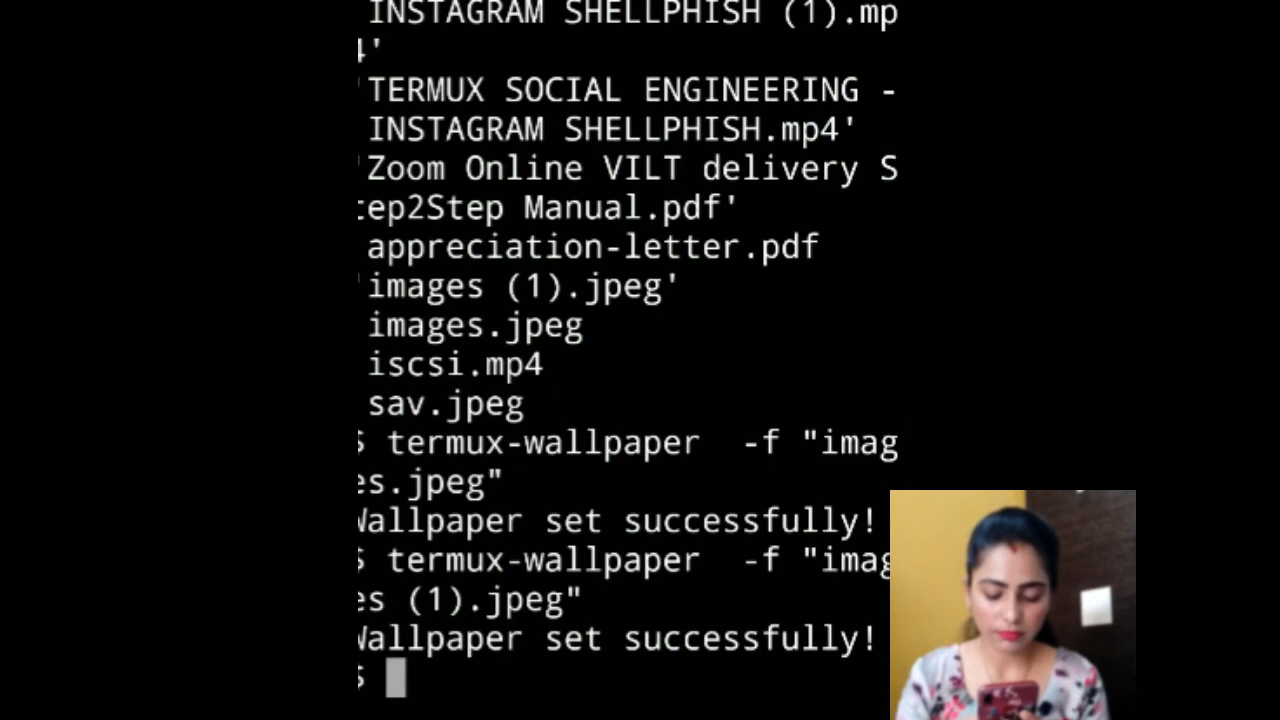 INSTAGRAM SHELLPHISH (1).mp
4'
'TERMUX SOCIAL ENGINEERING -
INSTAGRAM SHELLPHISH.mp4'
'Zoom Online VILT delivery S
tep2Step Manual.pdf'
appreciation-letter.pdf
'images (1).jpeg'
images.jpeg
iscsi.mp4
sav.jpeg
$ termux-wallpaper  -f "imag
es.jpeg"
Wallpaper set successfully!
$ termux-wallpaper  -f "imag
es (1).jpeg"
Wallpaper set successfully!
$